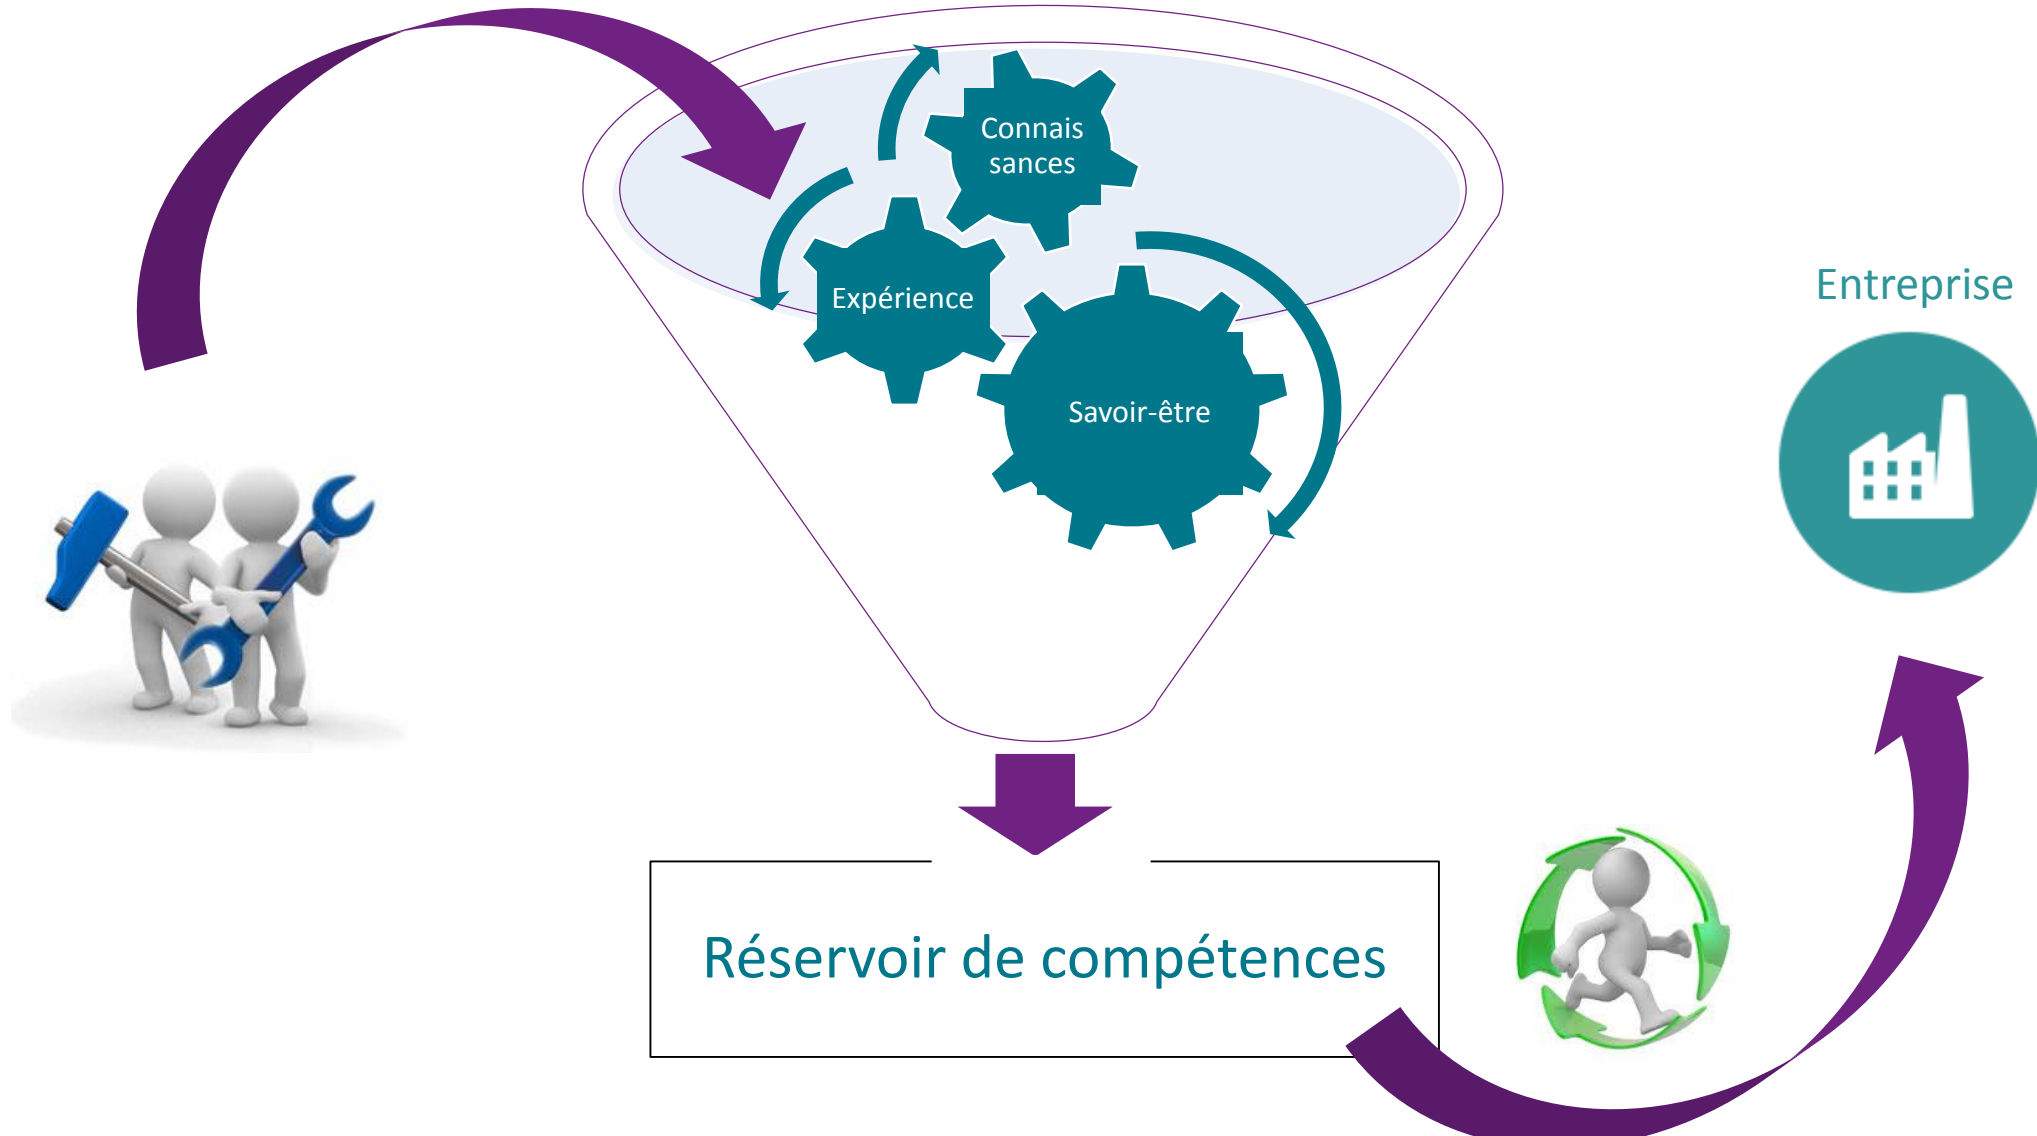 Connais
sances
Expérience
Savoir-être
Entreprise
Réservoir de compétences